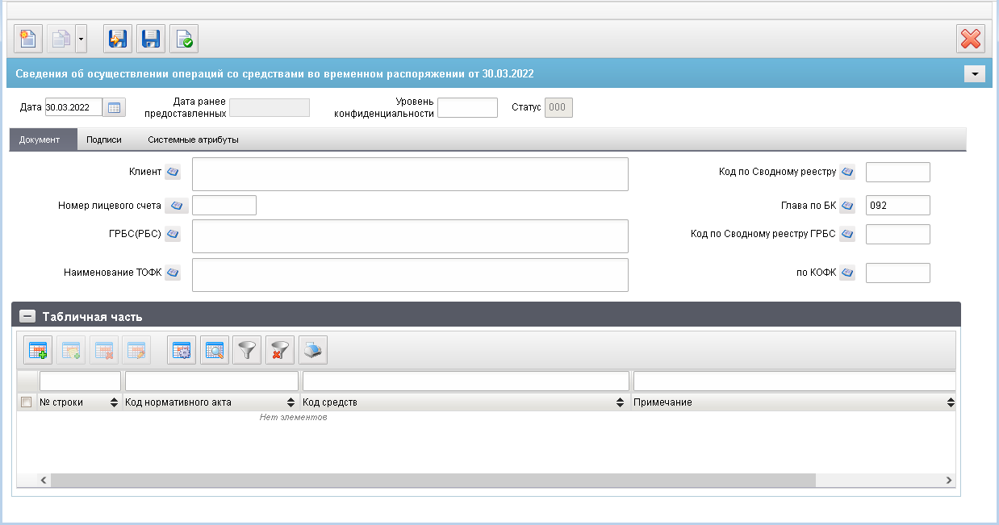 Сведения об осуществлении операций со средствами во временном распоряжении от 30.03.2022
Дата 30.03.2022
Дата ранее
предоставленных
Уровень
конфиденциальности
Статус 000
Документ Подписи Системные атрибуты
Клиент Код по Сводному реестру
Номер лицевого счета Глава по БК 092
ГРБС(РБС) Код по Сводному реестру ГРБС
Наименование ТОФК по КОФК
Табличная часть
№ строки Код нормативного акта Код средств Примечание
Нет элементов